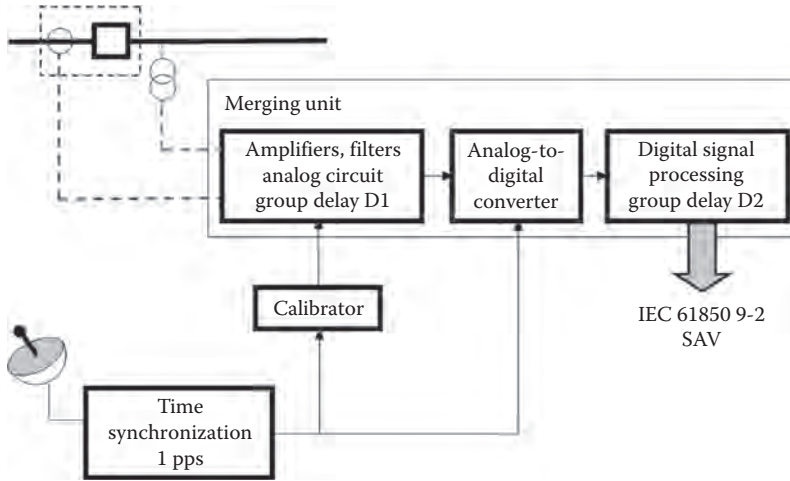 Merging unit
Amplifiers, filters
analog circuit
group delay D1
Analog-to-
digital
converter
Digital signal
processing
group delay D2
Calibrator
IEC 61850 9-2
SAV
Time
synchronization
1 pps